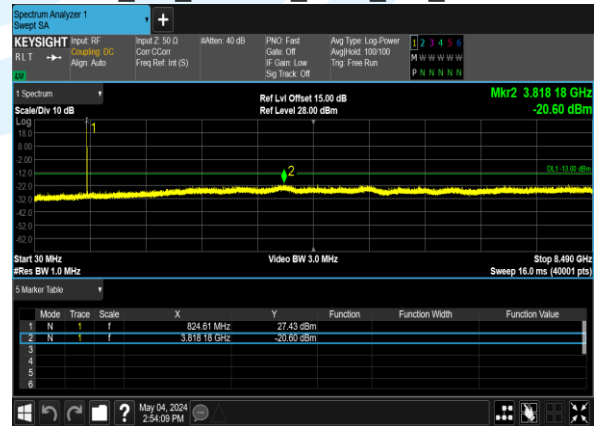 Spectrum Analyzer 1
Swept SA
KEYSIGHT Input: RF Input Z: 50 Ω #Atten: 40 dB PNO: Fast Avg Type: Log-Power 1 2 3 4 5 6
R L T Coupling: DC Corr CCorr Gate: Off Avg|Hold: 100/100 M W W W W W
Align: Auto Freq Ref: Int (S) IF Gain: Low Trig: Free Run
LW Sig Track: Off P N N N N N
1 Spectrum Ref Lvl Offset 15.00 dB Mkr2 3.818 18 GHz
Scale/Div 10 dB Ref Level 28.00 dBm -20.60 dBm
Log
1
18.0
8.00
-2.00
2
-12.0 DL1 -13.00 dBm
-22.0
-32.0
-42.0
-52.0
-62.0
Start 30 MHz Video BW 3.0 MHz Stop 8.490 GHz
#Res BW 1.0 MHz Sweep 16.0 ms (40001 pts)
5 Marker Table
Mode Trace Scale X Y Function Function Width Function Value
1 N 1 f 824.61 MHz 27.43 dBm
2 N 1 f 3.818 18 GHz -20.60 dBm
3
4
5
6
? May 04, 2024
2:54:09 PM